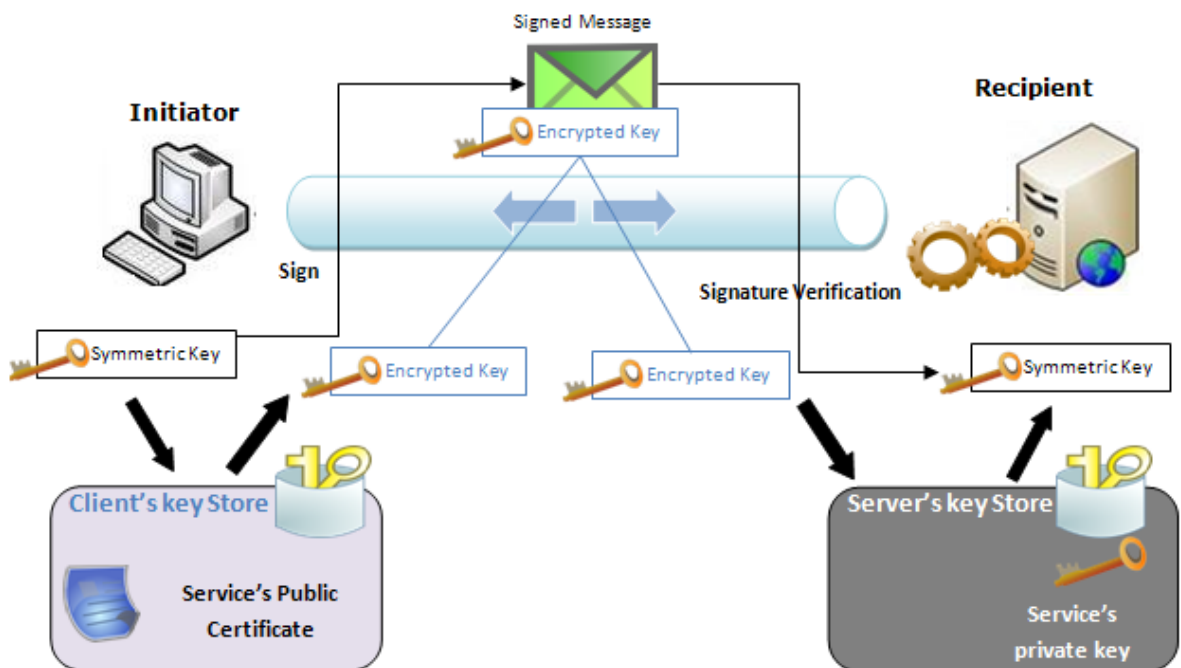 Signed Message
Initiator
Recipient
Encrypted Key
Sign
Signature Verification
Symmetric Key
Encrypted Key
Encrypted Key
Symmetric Key
Client's key Store
Server's key Store
Service's Public
Certificate
Service's
private key